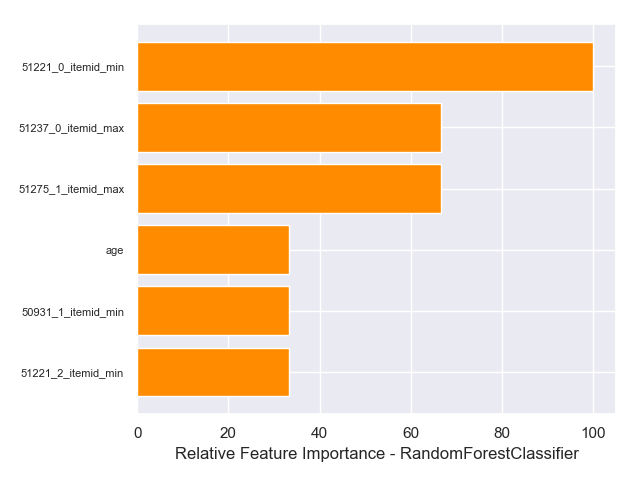 51221_0_itemid_min
51237_0_itemid_max
51275_1_itemid_max
age
50931_1_itemid_min
51221_2_itemid_min
0 20 40 60 80 100
Relative Feature Importance - RandomForestClassifier